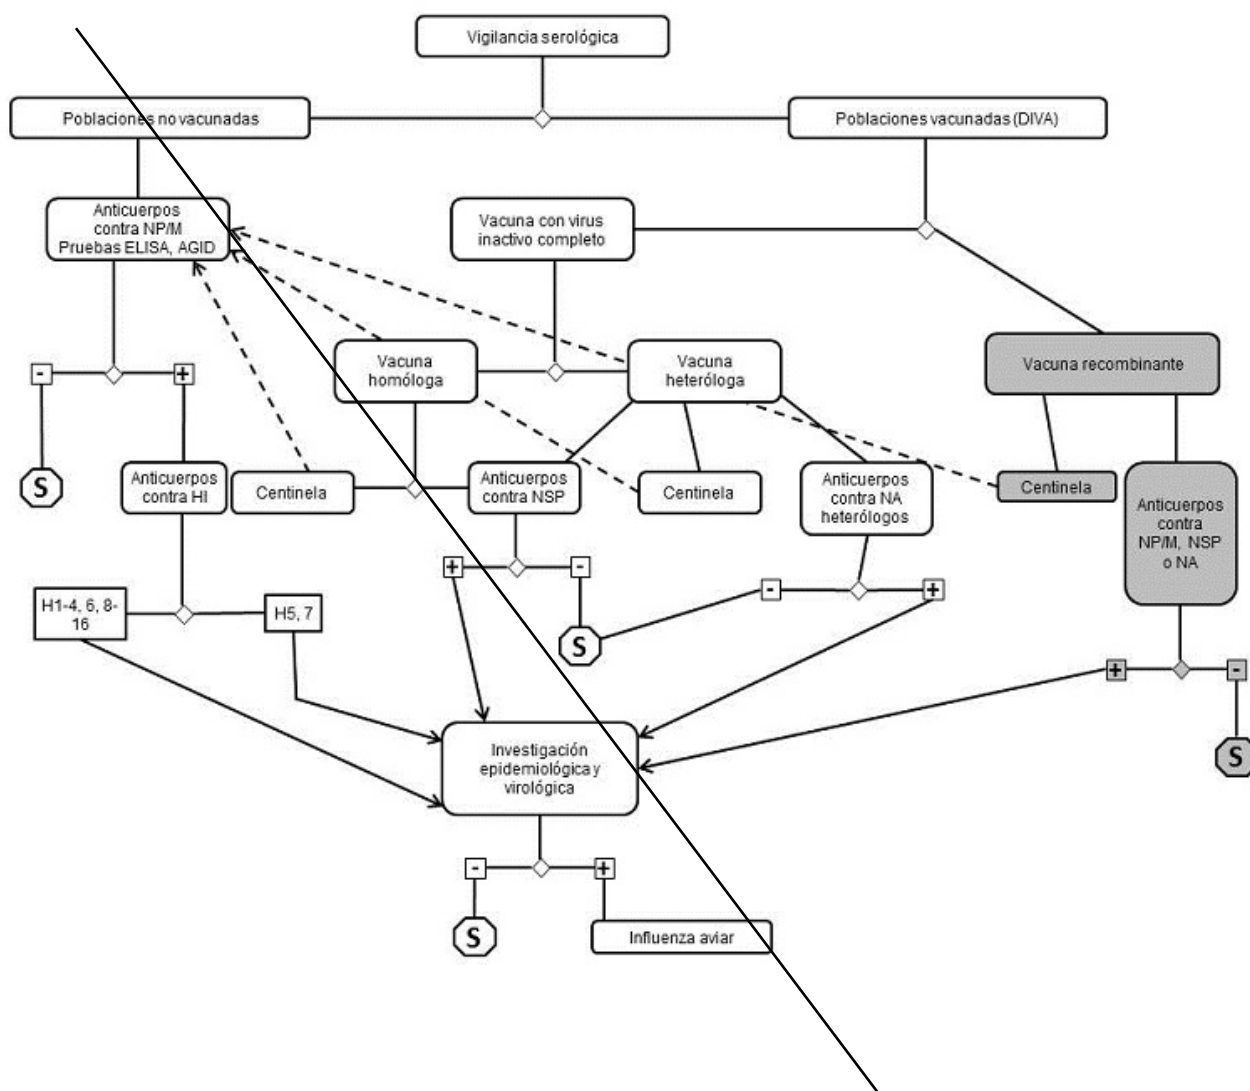 Vigilancia serológica
Poblaciones no vacunadas
Poblaciones vacunadas (DIVA)
Anticuerpos
contra NP/M
Pruebas ELISA, AGID
Vacuna con virus
inactivo completo
Vacuna
homóloga
Vacuna
heteróloga
Vacuna recombinante
-
+
S
Anticuerpos
contra HI
Centinela
Anticuerpos
contra NSP
Centinela
Anticuerpos
contra NA
heterólogos
Centinela
Anticuerpos
contra
NP/M, NSP
o NA
+
-
-
+
H1-4, 6, 8-
16
H5, 7
S
+
-
S
Investigación
epidemiológica y
virológica
-
+
S
Influenza aviar